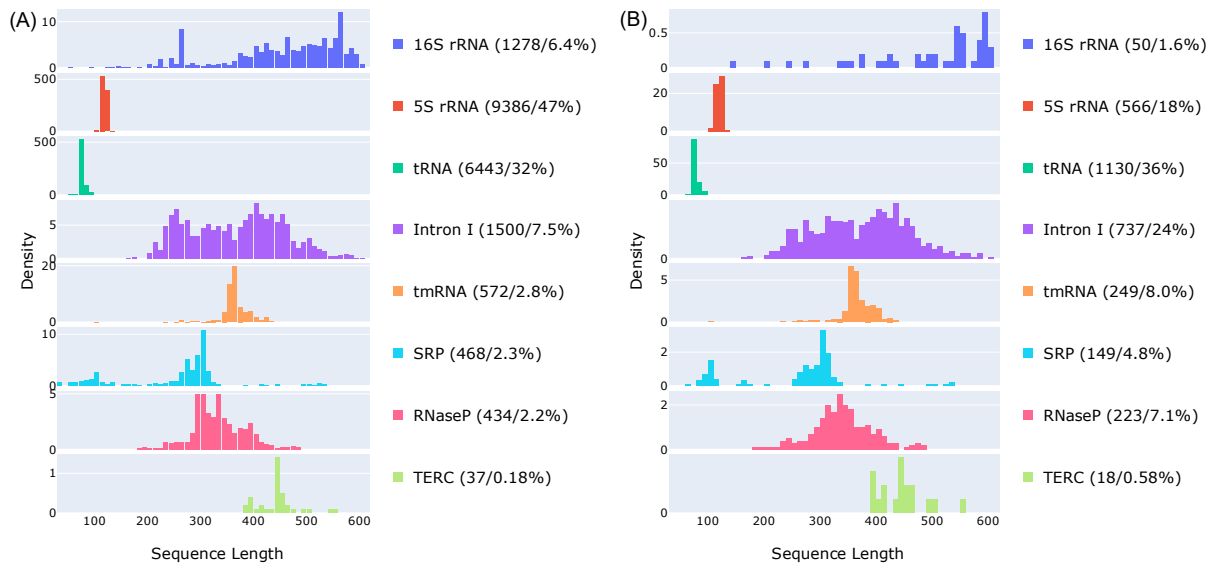 (A)
Density
10
0
500
0
500
0
5
0
20
0
10
0
5
0
1
0
100 200 300 400 500 600
Sequence Length
16S rRNA (1278/6.4%)
5S rRNA (9386/47%)
tRNA (6443/32%)
Intron I (1500/7.5%)
tmRNA (572/2.8%)
SRP (468/2.3%)
RNaseP (434/2.2%)
TERC (37/0.18%)
(B)
Density
0.5
0
20
0
50
0
5
0
5
0
2
0
2
0
0
100 200 300 400 500 600
Sequence Length
16S rRNA (50/1.6%)
5S rRNA (566/18%)
tRNA (1130/36%)
Intron I (737/24%)
tmRNA (249/8.0%)
SRP (149/4.8%)
RNaseP (223/7.1%)
TERC (18/0.58%)